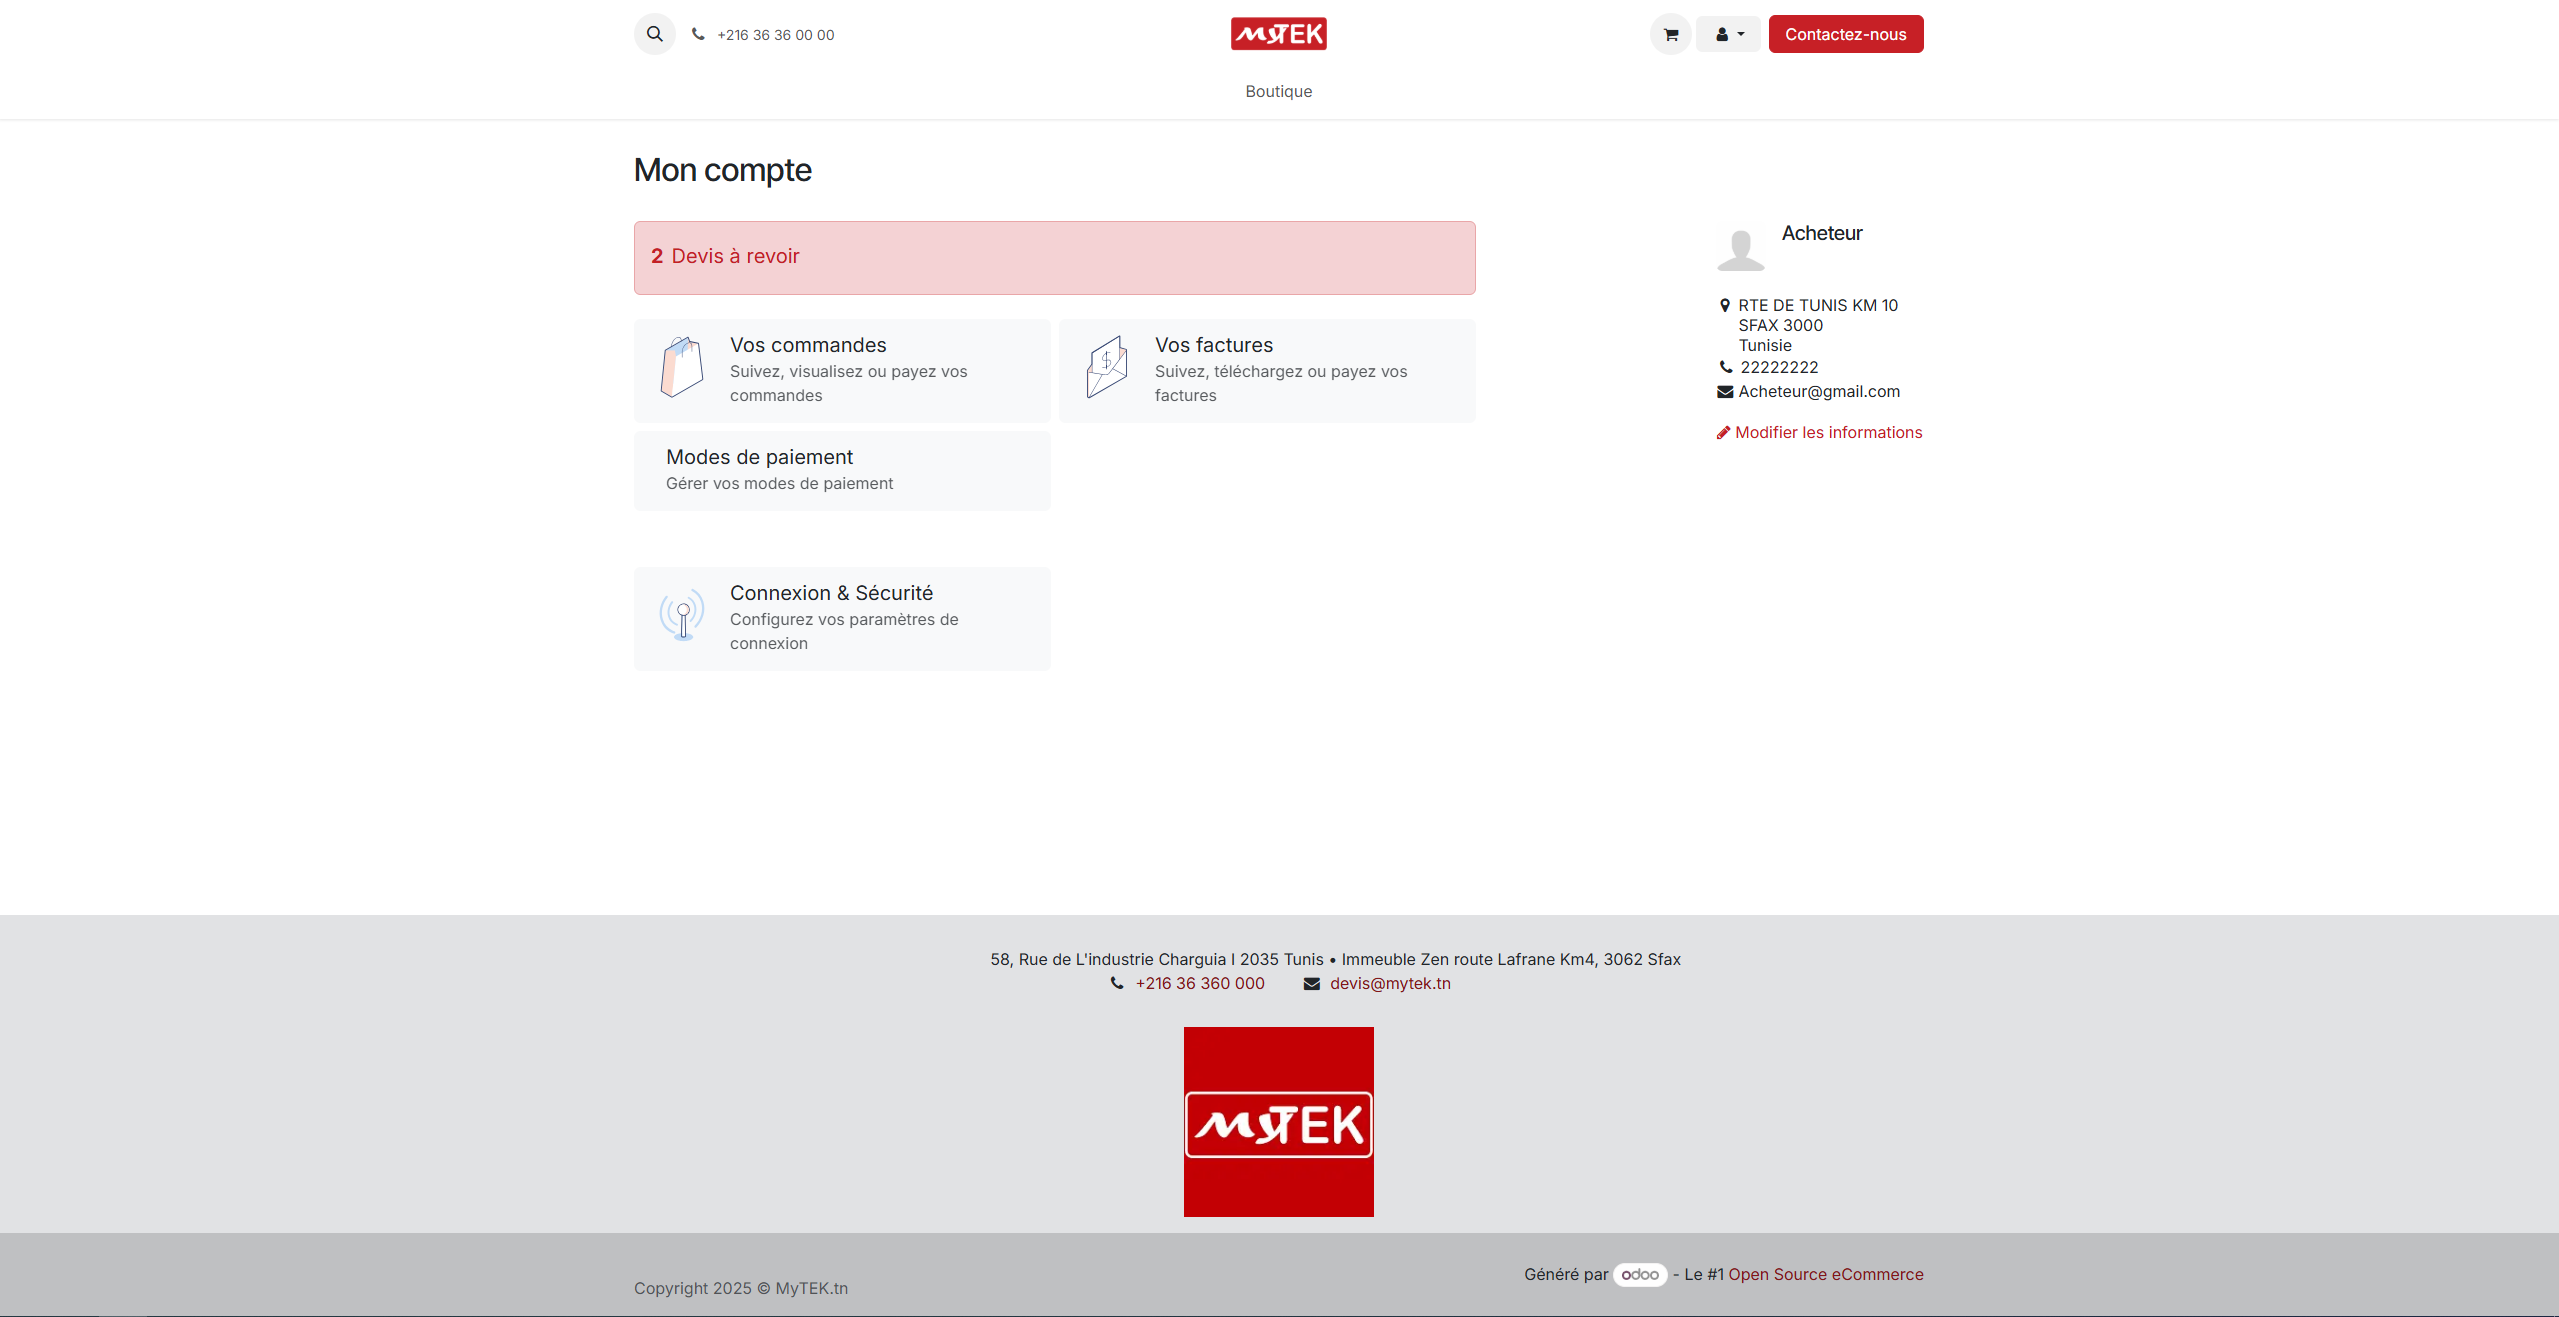 +216 36 36 00 00
MyTEK
Contactez-nous
Boutique
Mon compte
2 Devis à revoir
Vos commandes
Suivez, visualisez ou payez vos
commandes
Vos factures
Suivez, téléchargez ou payez vos
factures
Modes de paiement
Gérer vos modes de paiement
Connexion & Sécurité
Configurez vos paramètres de
connexion
Acheteur
RTE DE TUNIS KM 10
SFAX 3000
Tunisie
22222222
Acheteur@gmail.com
Modifier les informations
58, Rue de L'industrie Charguia I 2035 Tunis • Immeuble Zen route Lafrane Km4, 3062 Sfax
+216 36 360 000 devis@mytek.tn
MyTEK
Copyright 2025 © MyTEK.tn
Généré par odoo - Le #1 Open Source eCommerce